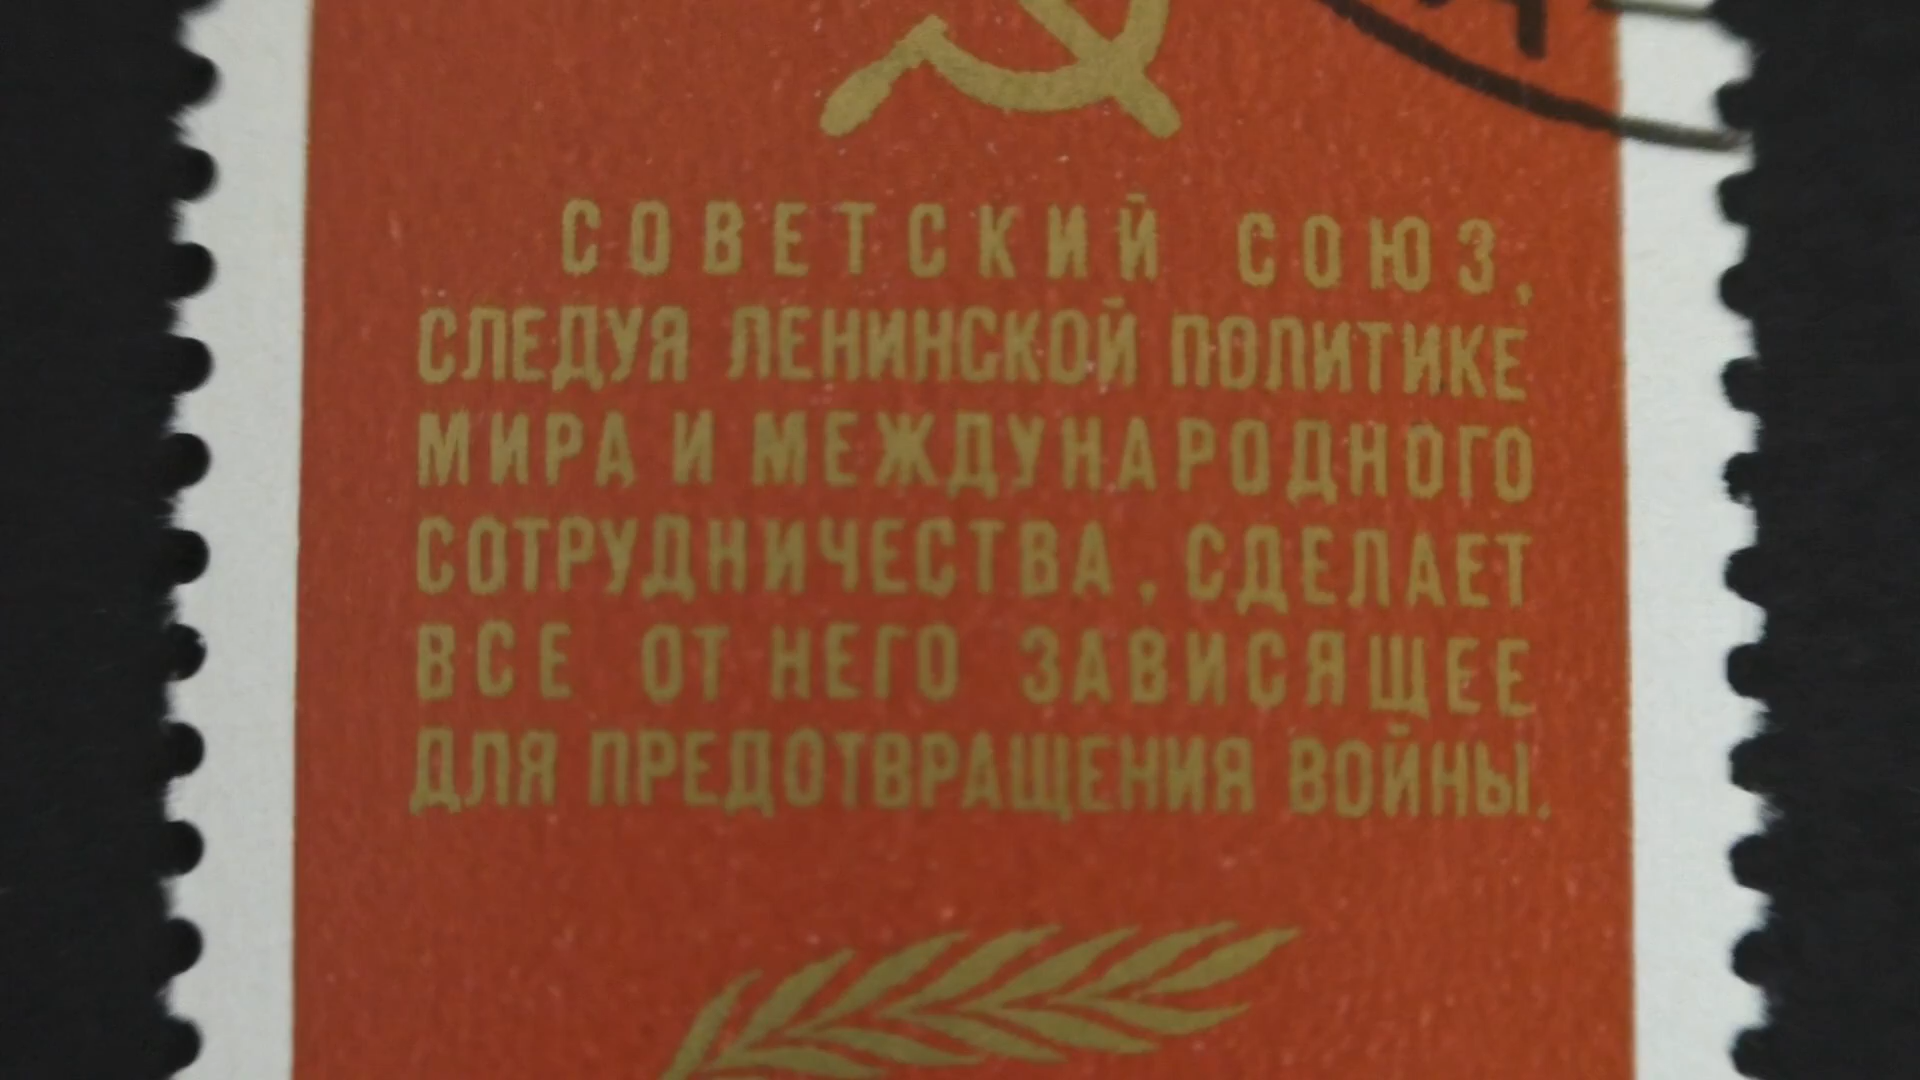 СОВЕТСКИЙ СОЮЗ,
СЛЕДУЯ ЛЕНИНСКОЙ ПОЛИТИКЕ
МИРА И МЕЖДУНАРОДНОГО
СОТРУДНИЧЕСТВА, СДЕЛАЕТ
ВСЕ ОТ НЕГО ЗАВИСЯЩЕЕ
ДЛЯ ПРЕДОТВРАЩЕНИЯ ВОЙНЫ.